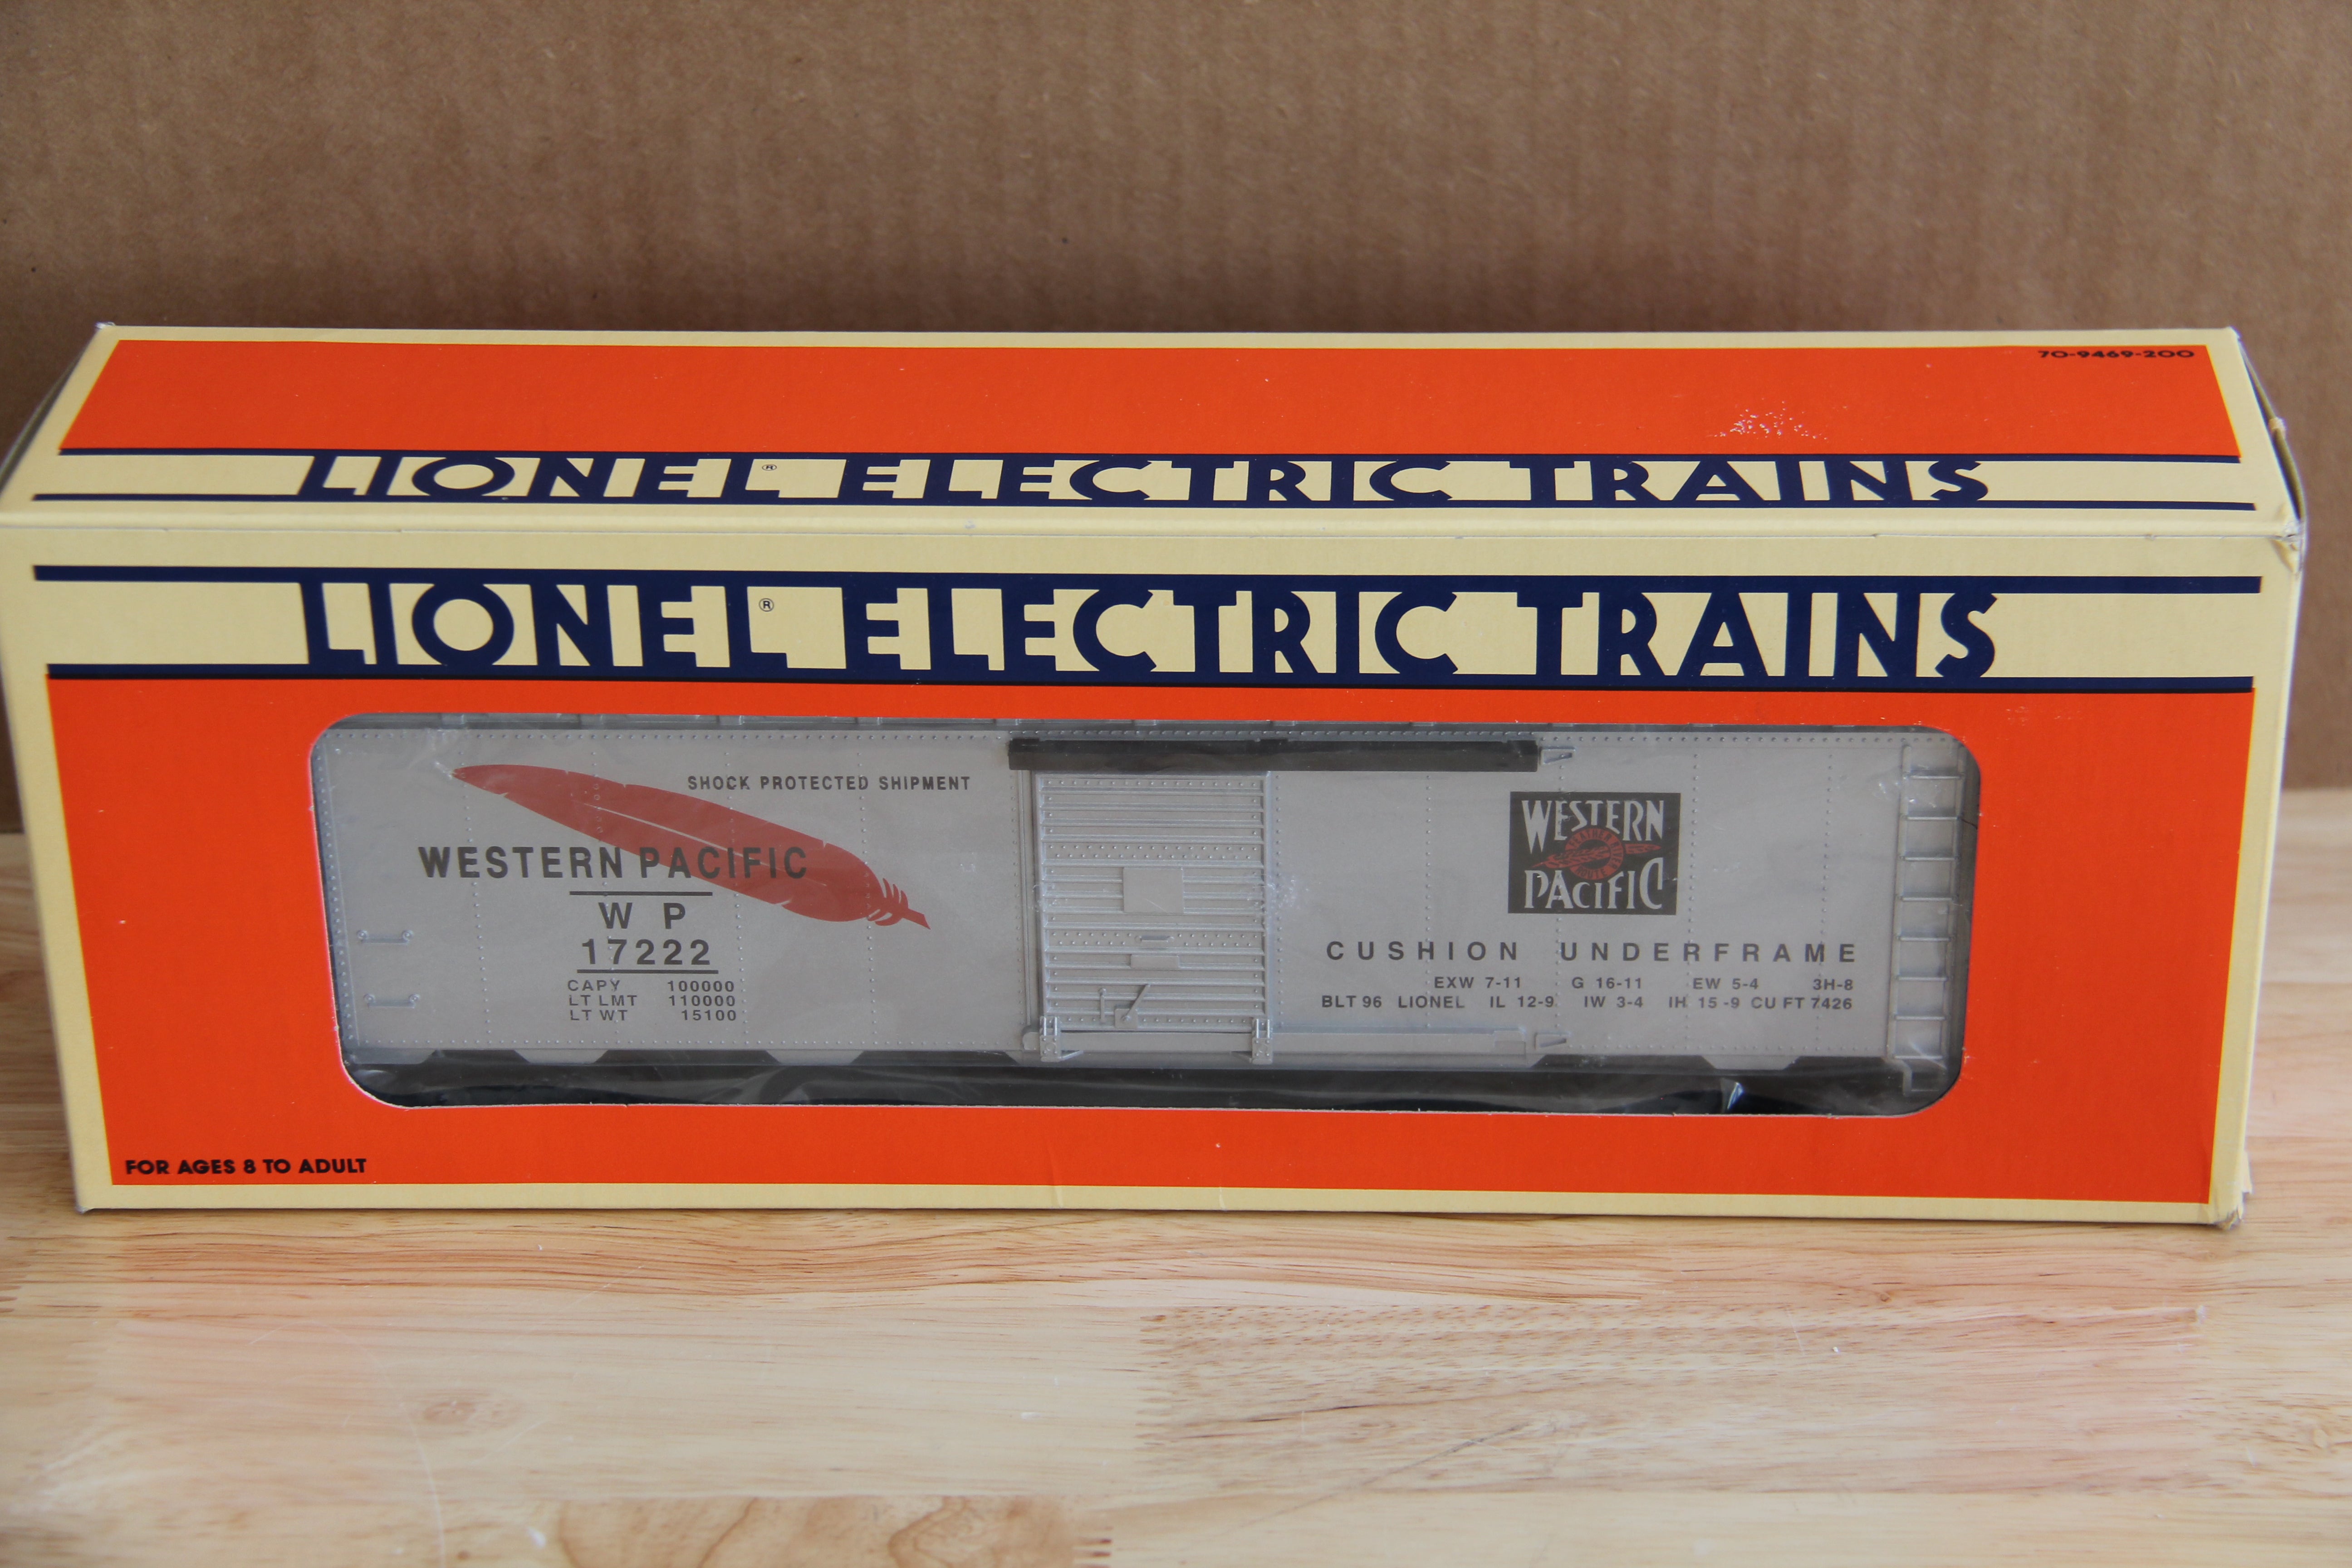 70-9469-200
LIONEL® ELECTRIC TRAINS
LIONEL® ELECTRIC TRAINS
SHOCK PROTECTED SHIPMENT
WESTERN PACIFIC
W P
17222
CAPY 100000
LT LMT 110000
LT WT 15100
WESTERN
FEATHER RIVER
ROUTE
PACIFIC
CUSHION UNDERFRAME
EXW 7-11 G 16-11 EW 5-4 3H-8
BLT 96 LIONEL IL 12-9 IW 3-4 IH 15-9 CU FT 7426
FOR AGES 8 TO ADULT